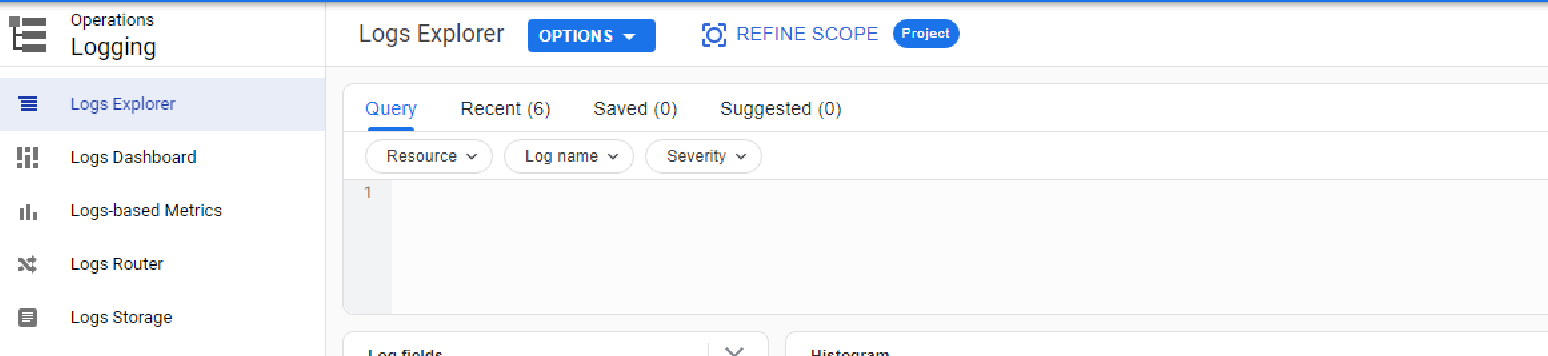 Operations
Logging
Logs Explorer
Logs Dashboard
Logs-based Metrics
Logs Router
Logs Storage
Logs Explorer OPTIONS REFINE SCOPE Project
Query Recent (6) Saved (0) Suggested (0)
Resource Log name Severity
1
Log fields Histogram